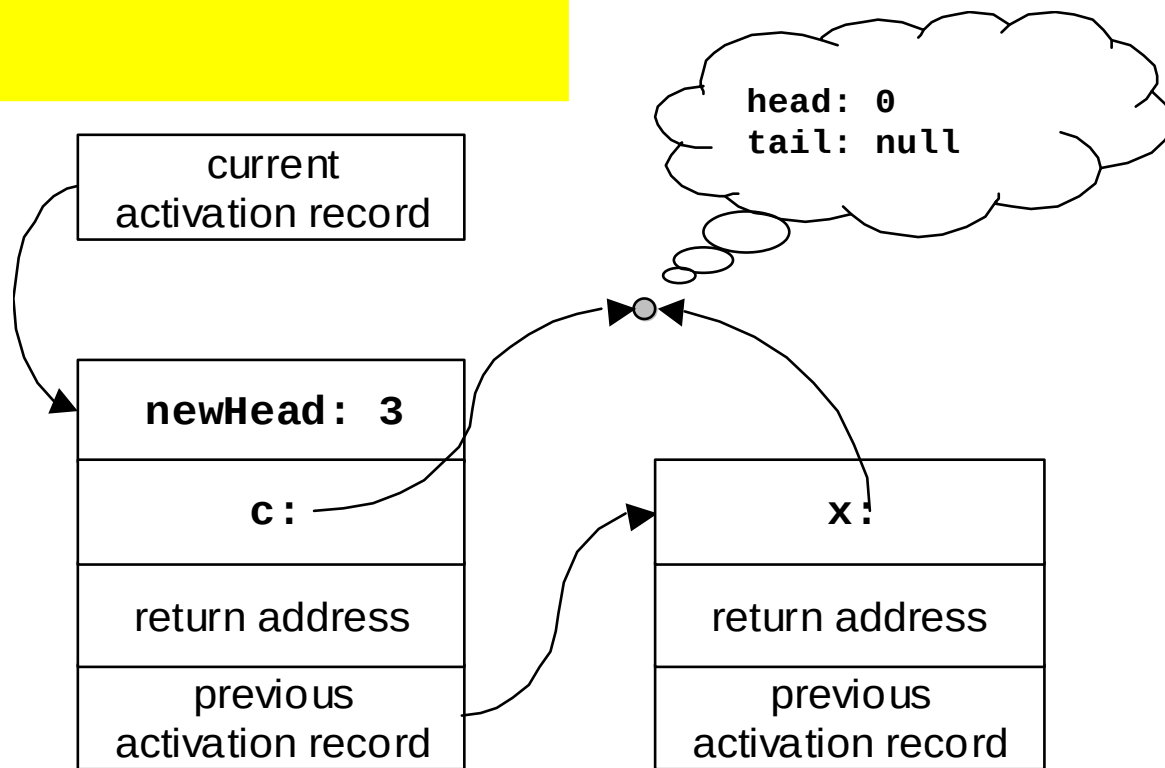 head: 0
tail: null
current
activation record
newHead: 3
c:
x:
return address
return address
previous
activation record
previous
activation record